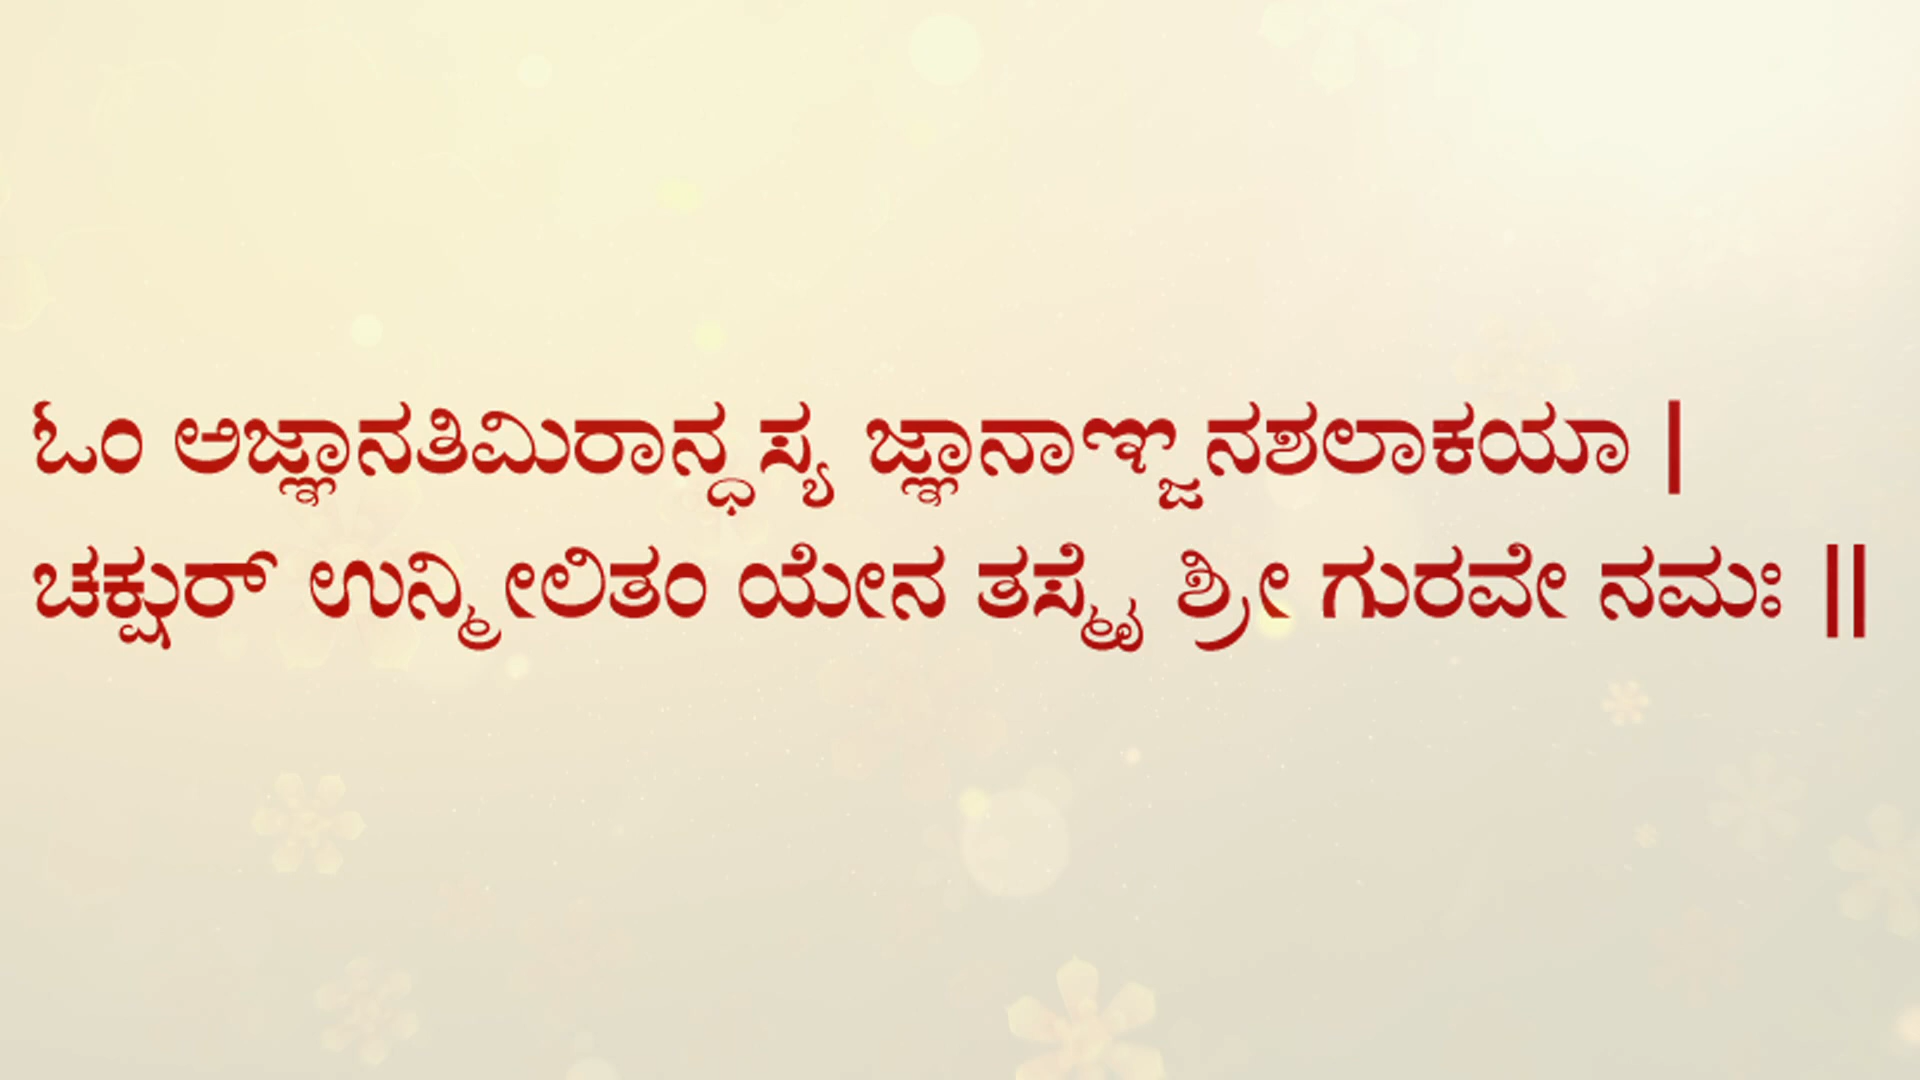 ಓಂ ಅಜ್ಞಾನತಿಮಿರಾನ್ಧಸ್ಯ ಜ್ಞಾನಾಞ್ಜನಶಲಾಕಯಾ |
ಚಕ್ಷುರ್ ಉನ್ಮೀಲಿತಂ ಯೇನ ತಸ್ಮೈ ಶ್ರೀ ಗುರವೇ ನಮಃ ||